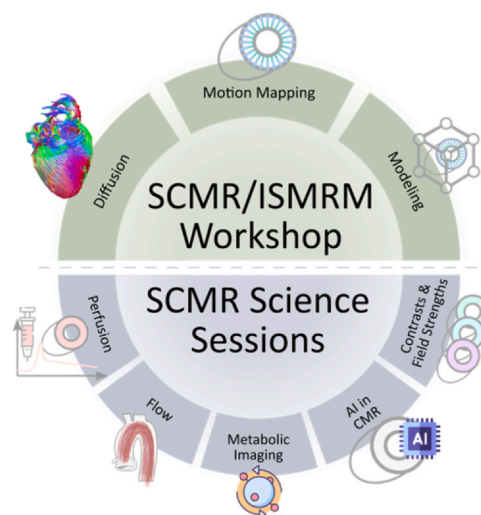 Motion Mapping
Diffusion
Modeling
SCMR/ISMRM
Workshop
SCMR Science
Sessions
Perfusion
Contrasts &
Field Strengths
Flow
AI in
CMR
Metabolic
Imaging
AI